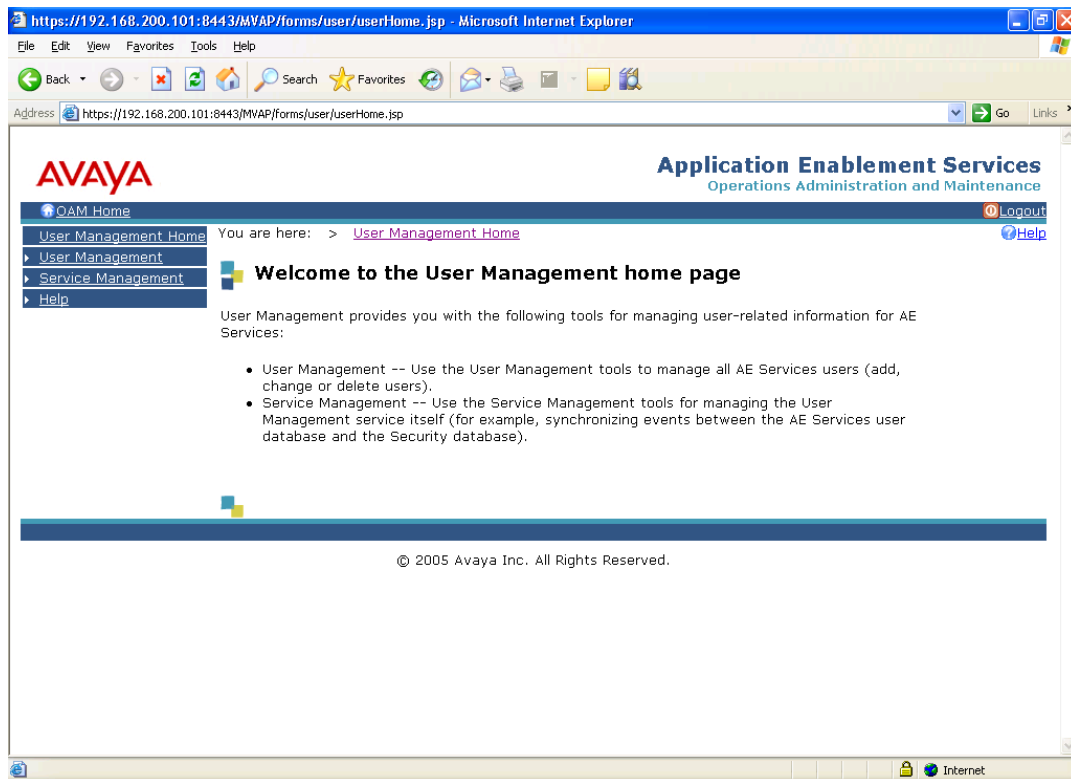 https://192.168.200.101:8443/MVAP/forms/user/userHome.jsp - Microsoft Internet Explorer
File Edit View Favorites Tools Help
Back Search Favorites
Address https://192.168.200.101:8443/MVAP/forms/user/userHome.jsp Go Links
AVAYA
Application Enablement Services
Operations Administration and Maintenance
OAM Home Logout
User Management Home
User Management
Service Management
Help
You are here: > User Management Home Help
Welcome to the User Management home page
User Management provides you with the following tools for managing user-related information for AE
Services:
• User Management -- Use the User Management tools to manage all AE Services users (add,
change or delete users).
• Service Management -- Use the Service Management tools for managing the User
Management service itself (for example, synchronizing events between the AE Services user
database and the Security database).
© 2005 Avaya Inc. All Rights Reserved.
Internet